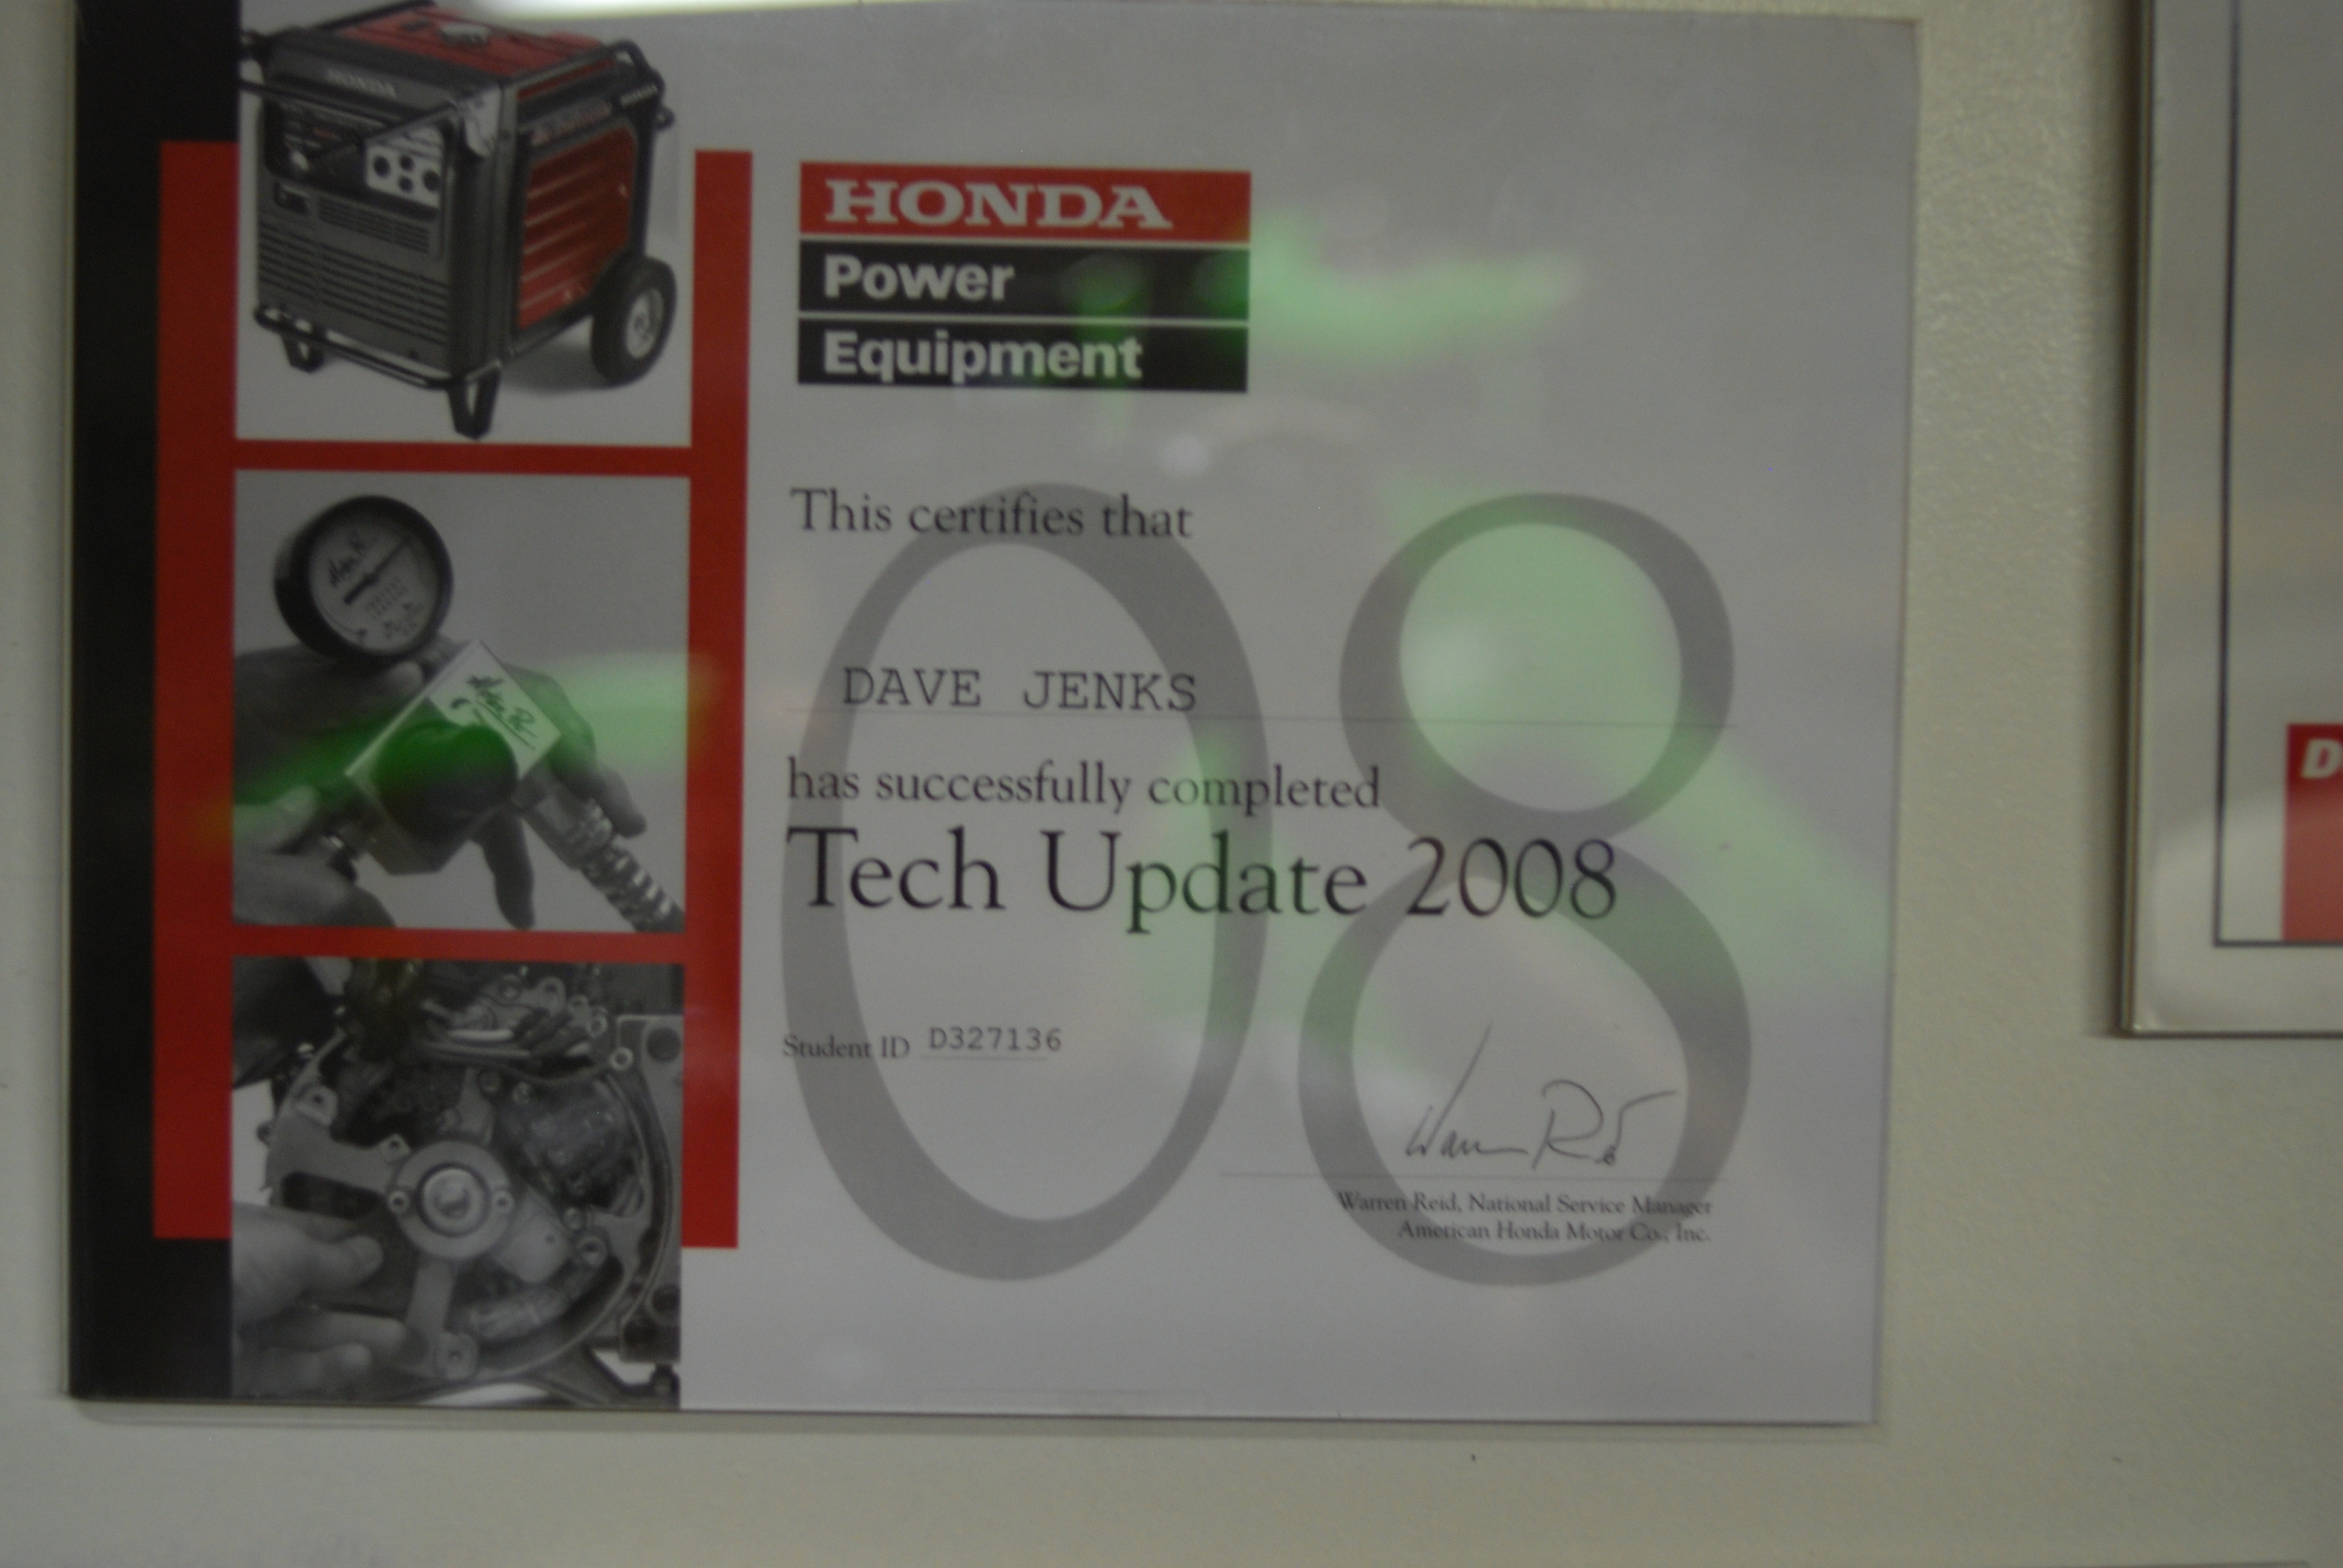 HONDA
HONDA
Power
Equipment
This certifies that
08
DAVE JENKS
has successfully completed
Tech Update 2008
Student ID D327136
Warren Reid, National Service Manager
American Honda Motor Co., Inc.
D